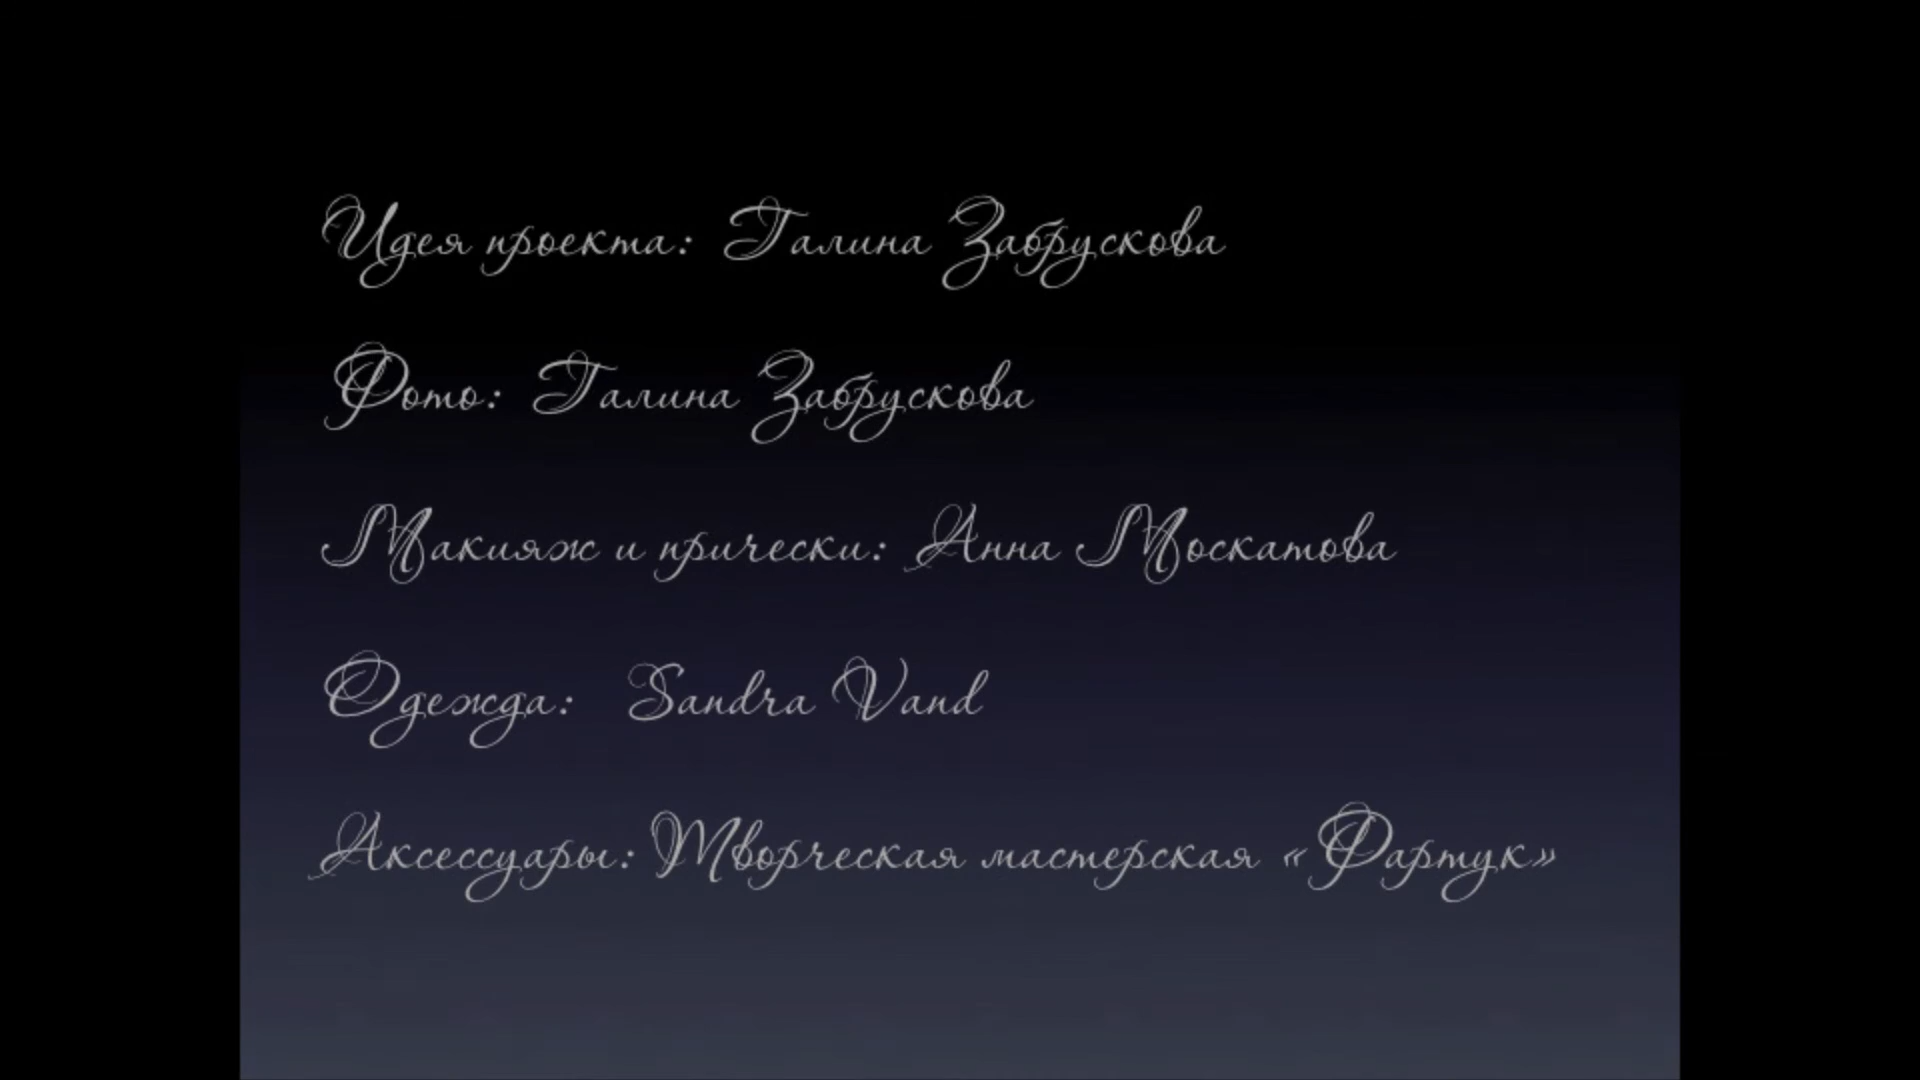 Идея проекта: Галина Забрускова
Фото: Галина Забрускова
Макияж и прически: Анна Москатова
Одежда: Sandra Vand
Аксессуары: Творческая мастерская «Фартук»